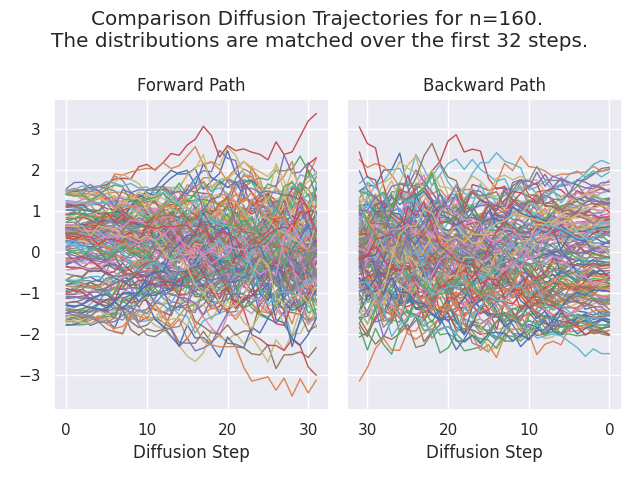 Comparison Diffusion Trajectories for n=160.
The distributions are matched over the first 32 steps.
Forward Path
Backward Path
3
2
1
0
−1
−2
−3
0 10 20 30
30 20 10 0
Diffusion Step
Diffusion Step